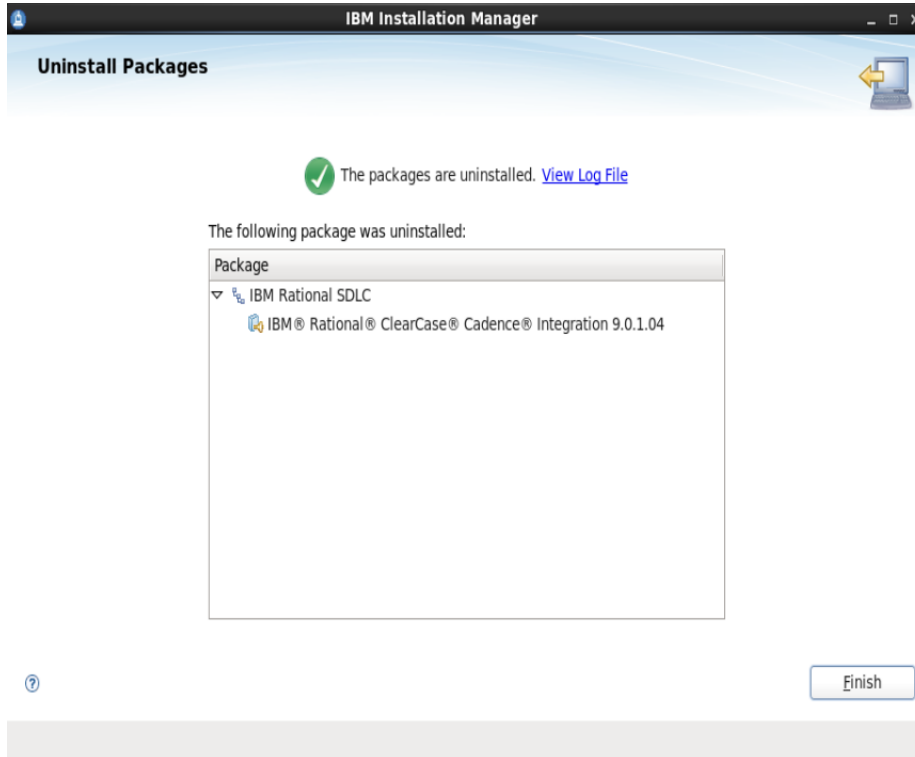 IBM Installation Manager
Uninstall Packages
The packages are uninstalled. View Log File
The following package was uninstalled:
Package
IBM Rational SDLC
IBM® Rational® ClearCase® Cadence® Integration 9.0.1.04
?
Finish